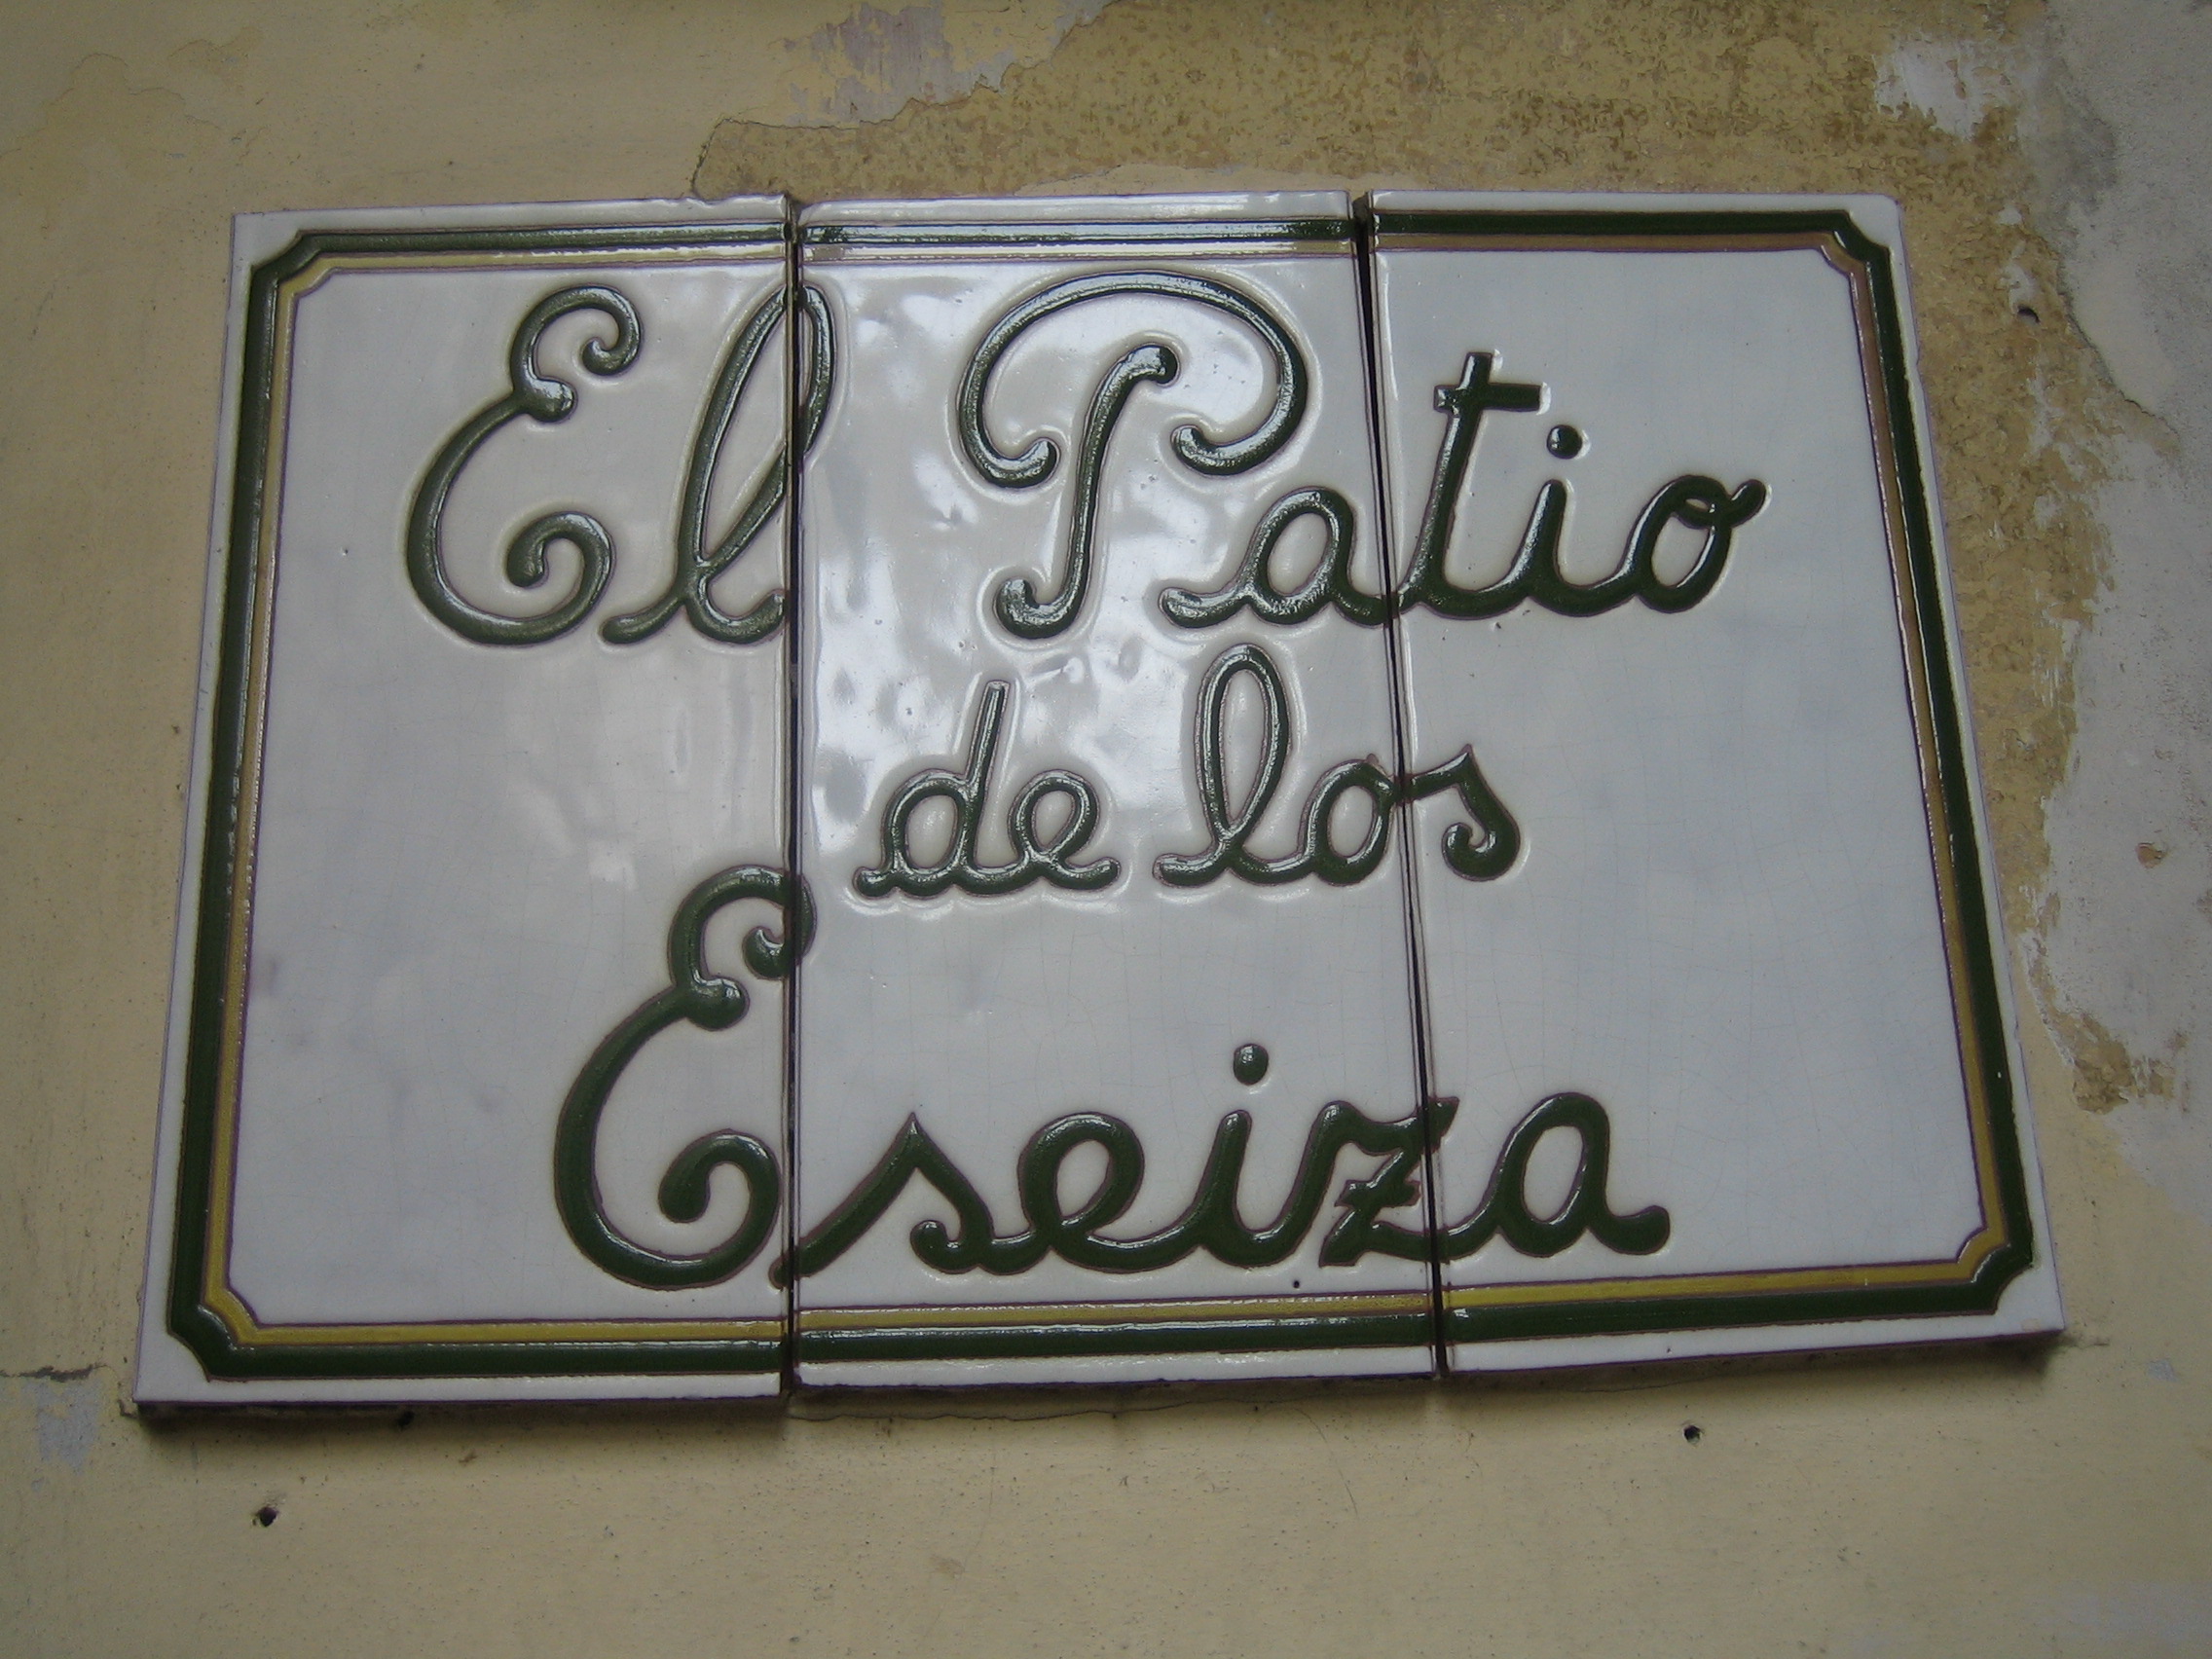 El Patio
de los
Eseiza